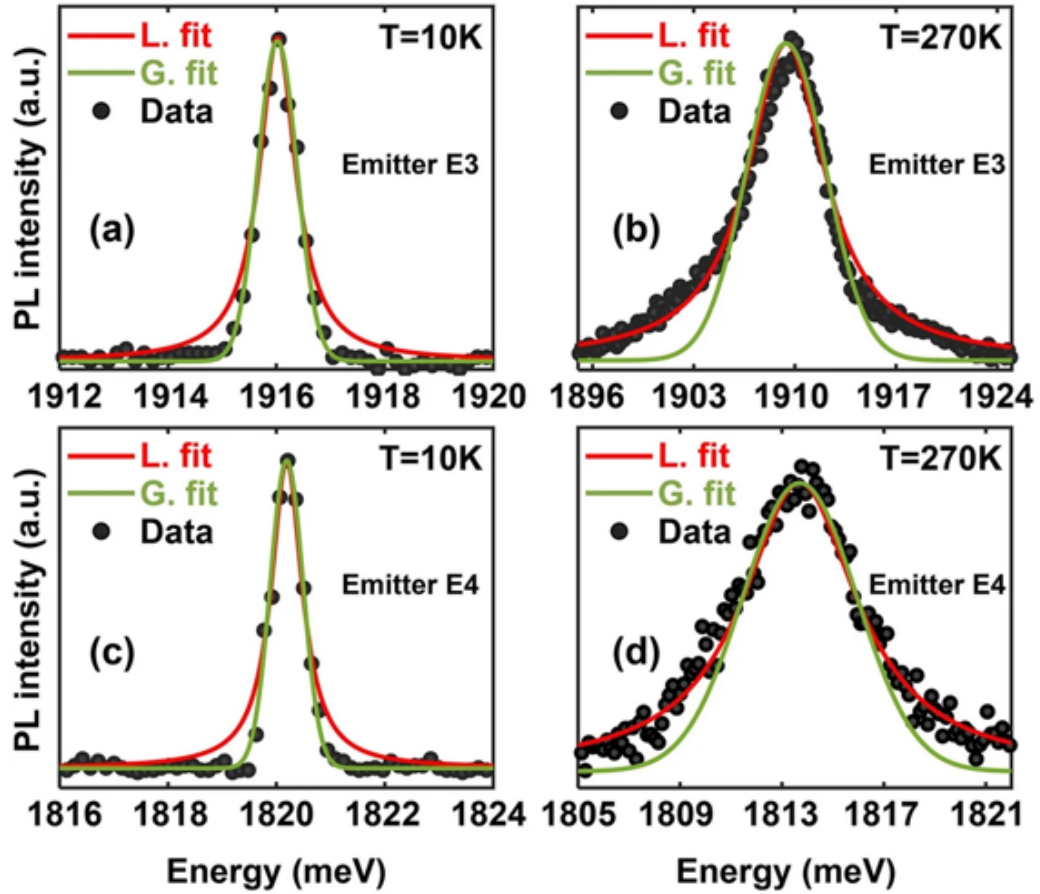 L. fit
T=10K
G. fit
Data
Emitter E3
(a)
PL intensity (a.u.)
1912 1914 1916 1918 1920
L. fit
T=270K
G. fit
Data
Emitter E3
(b)
1896 1903 1910 1917 1924
L. fit
T=10K
G. fit
Data
Emitter E4
(c)
PL intensity (a.u.)
1816 1818 1820 1822 1824
Energy (meV)
L. fit
T=270K
G. fit
Data
Emitter E4
(d)
1805 1809 1813 1817 1821
Energy (meV)